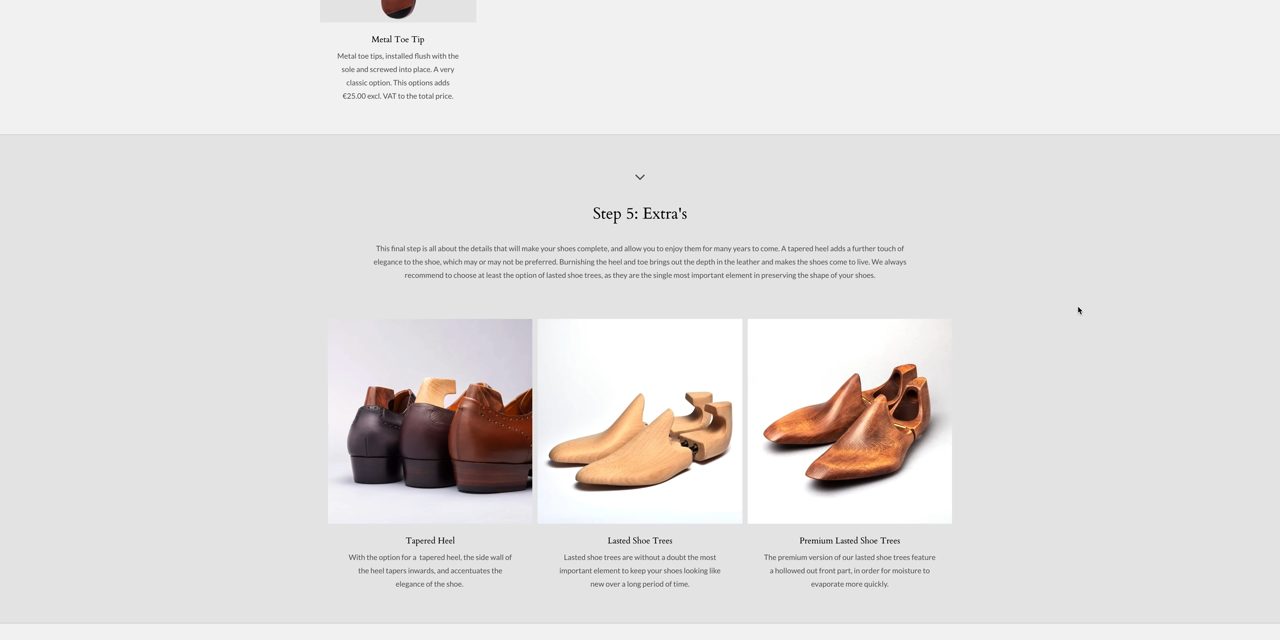 Metal Toe Tip
Metal toe tips, installed flush with the
sole and screwed into place. A very
classic option. This options adds
€25.00 excl. VAT to the total price.
Step 5: Extra's
This final step is all about the details that will make your shoes complete, and allow you to enjoy them for many years to come. A tapered heel adds a further touch of
elegance to the shoe, which may or may not be preferred. Burnishing the heel and toe brings out the depth in the leather and makes the shoes come to live. We always
recommend to choose at least the option of lasted shoe trees, as they are the single most important element in preserving the shape of your shoes.
Tapered Heel
With the option for a tapered heel, the side wall of
the heel tapers inwards, and accentuates the
elegance of the shoe.
Lasted Shoe Trees
Lasted shoe trees are without a doubt the most
important element to keep your shoes looking like
new over a long period of time.
Premium Lasted Shoe Trees
The premium version of our lasted shoe trees feature
a hollowed out front part, in order for moisture to
evaporate more quickly.